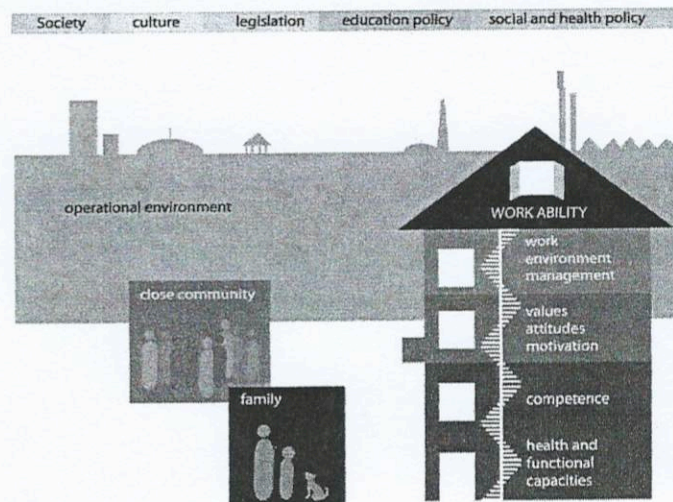 Society culture legislation education policy social and health policy
operational environment
WORK ABILITY
work
environment
management
close community
values
attitudes
motivation
family
competence
health and
functional
capacities